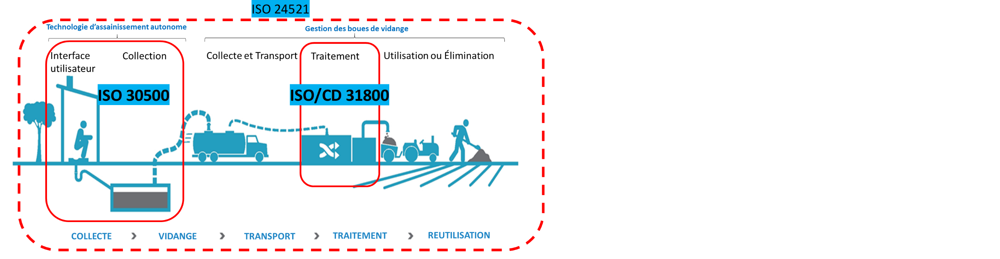 ISO 24521
Technologie d’assainissement autonome
Gestion des boues de vidange
Interface
utilisateur
Collection
Collecte et Transport
Traitement
Utilisation ou Élimination
ISO 30500
ISO/CD 31800
COLLECTE › VIDANGE › TRANSPORT › TRAITEMENT › REUTILISATION